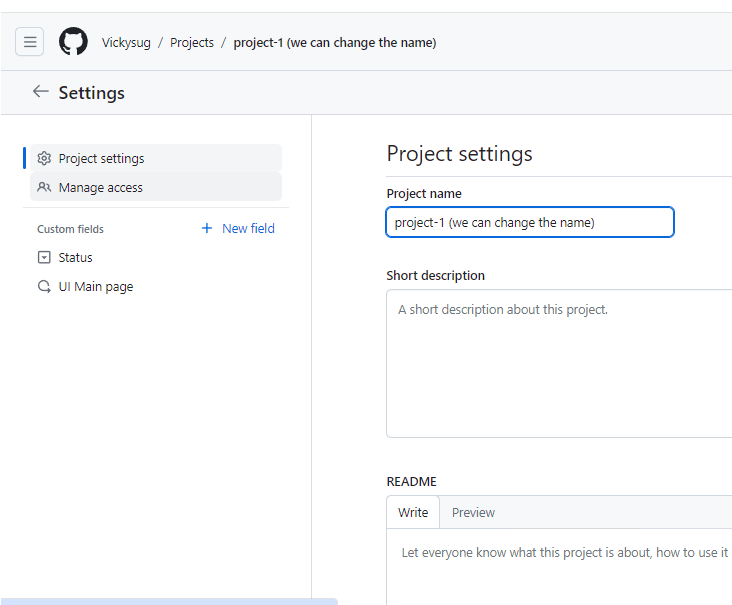 Vickysug / Projects / project-1 (we can change the name)
Settings
Project settings
Manage access
Custom fields
New field
Status
UI Main page
Project settings
Project name
project-1 (we can change the name)
Short description
A short description about this project.
README
Write
Preview
Let everyone know what this project is about, how to use it